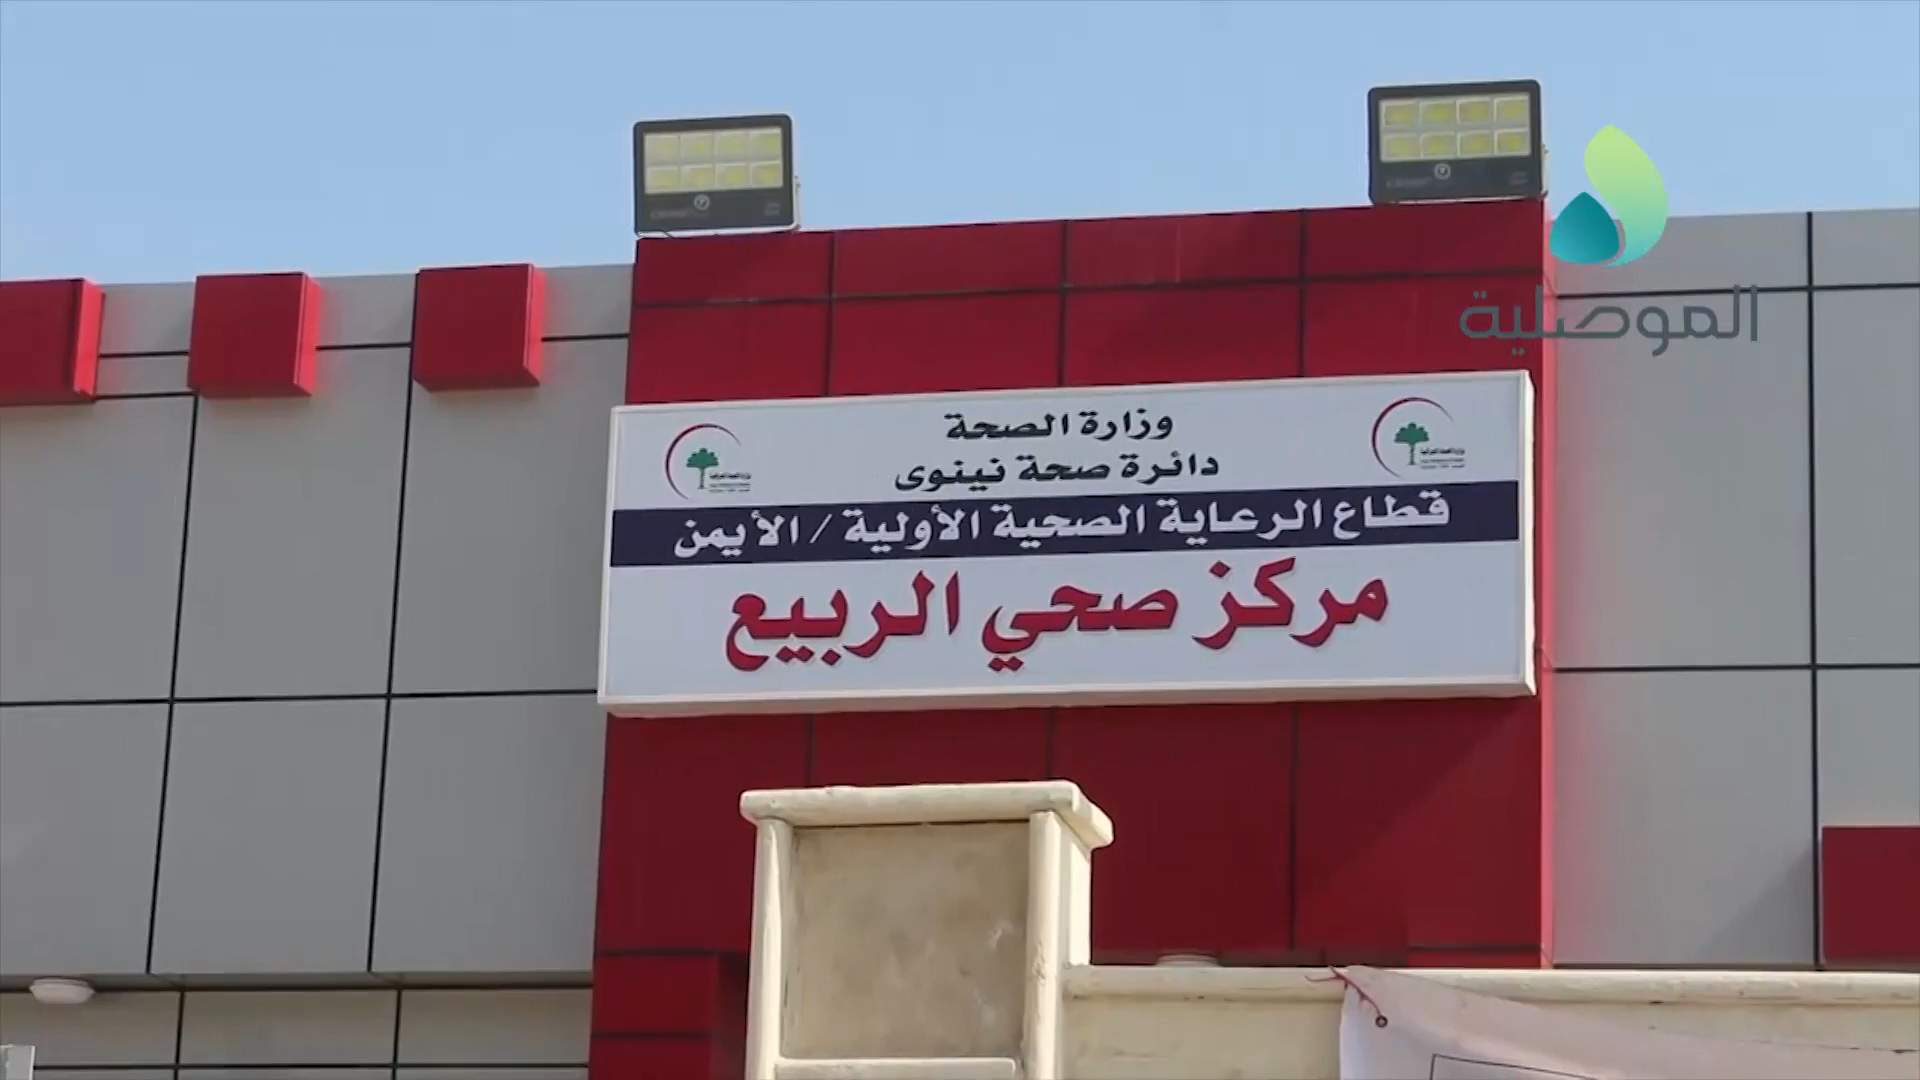 الموصلية
وزارة الصحة
دائرة صحة نينوى
قطاع الرعاية الصحية الأولية / الأيمن
مركز صحي الربيع